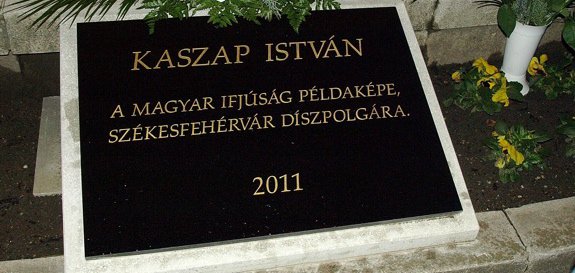 KASZAP ISTVÁN
A MAGYAR IFJÚSÁG PÉLDAKÉPE,
SZÉKESFEHÉRVÁR DÍSZPOLGÁRA.
2011